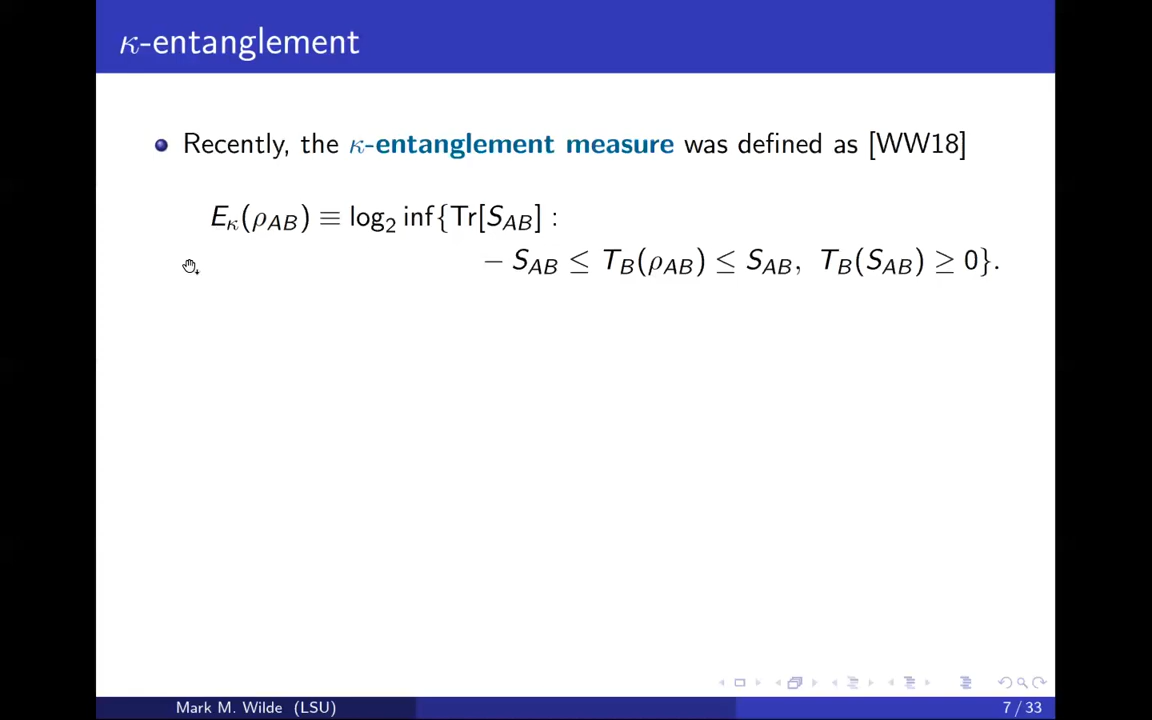 κ-entanglement
Recently, the κ-entanglement measure was defined as [WW18]
E_κ(ρ_AB) ≡ log₂ inf{Tr[S_AB] :
− S_AB ≤ T_B(ρ_AB) ≤ S_AB, T_B(S_AB) ≥ 0}.
Mark M. Wilde (LSU)
7 / 33